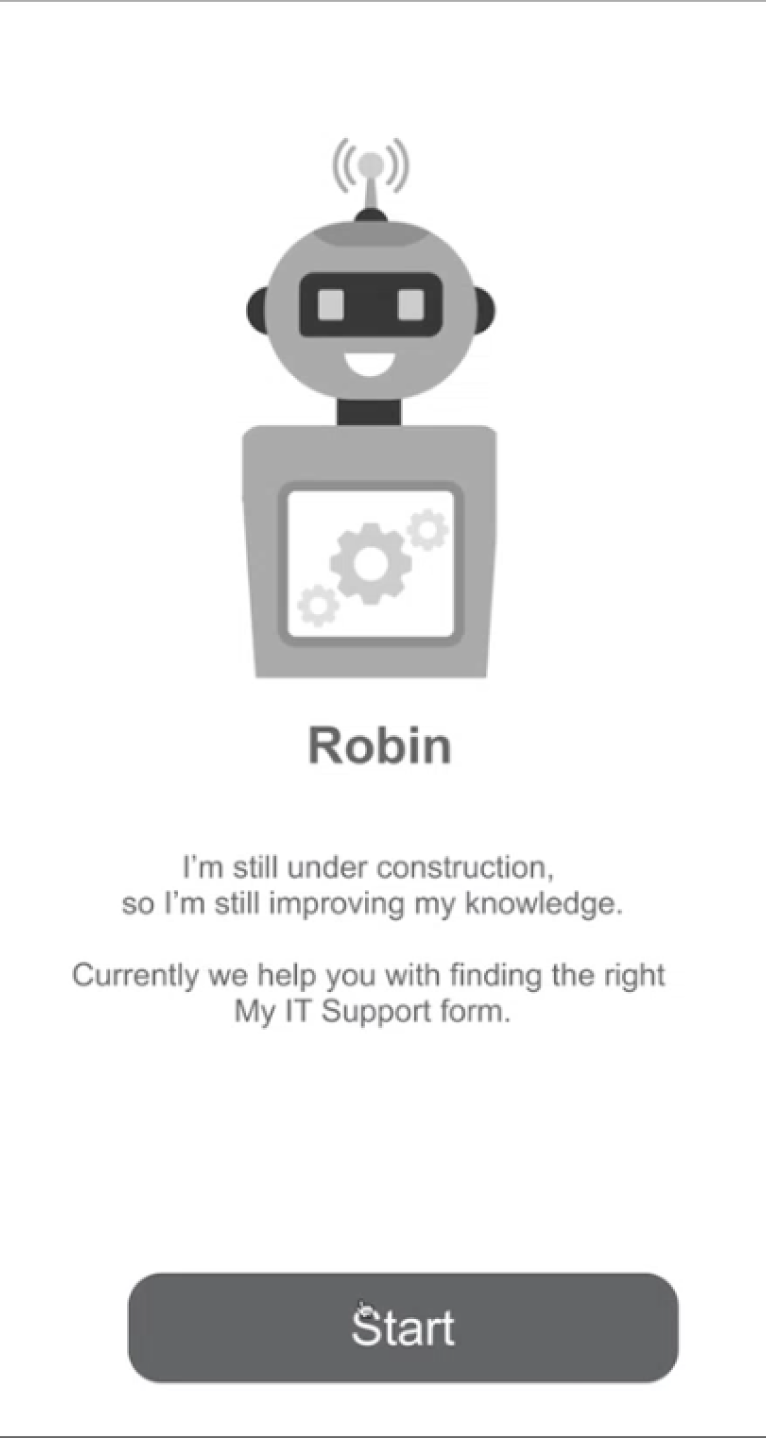 Robin
I'm still under construction,
so I'm still improving my knowledge.
Currently we help you with finding the right
My IT Support form.
Start